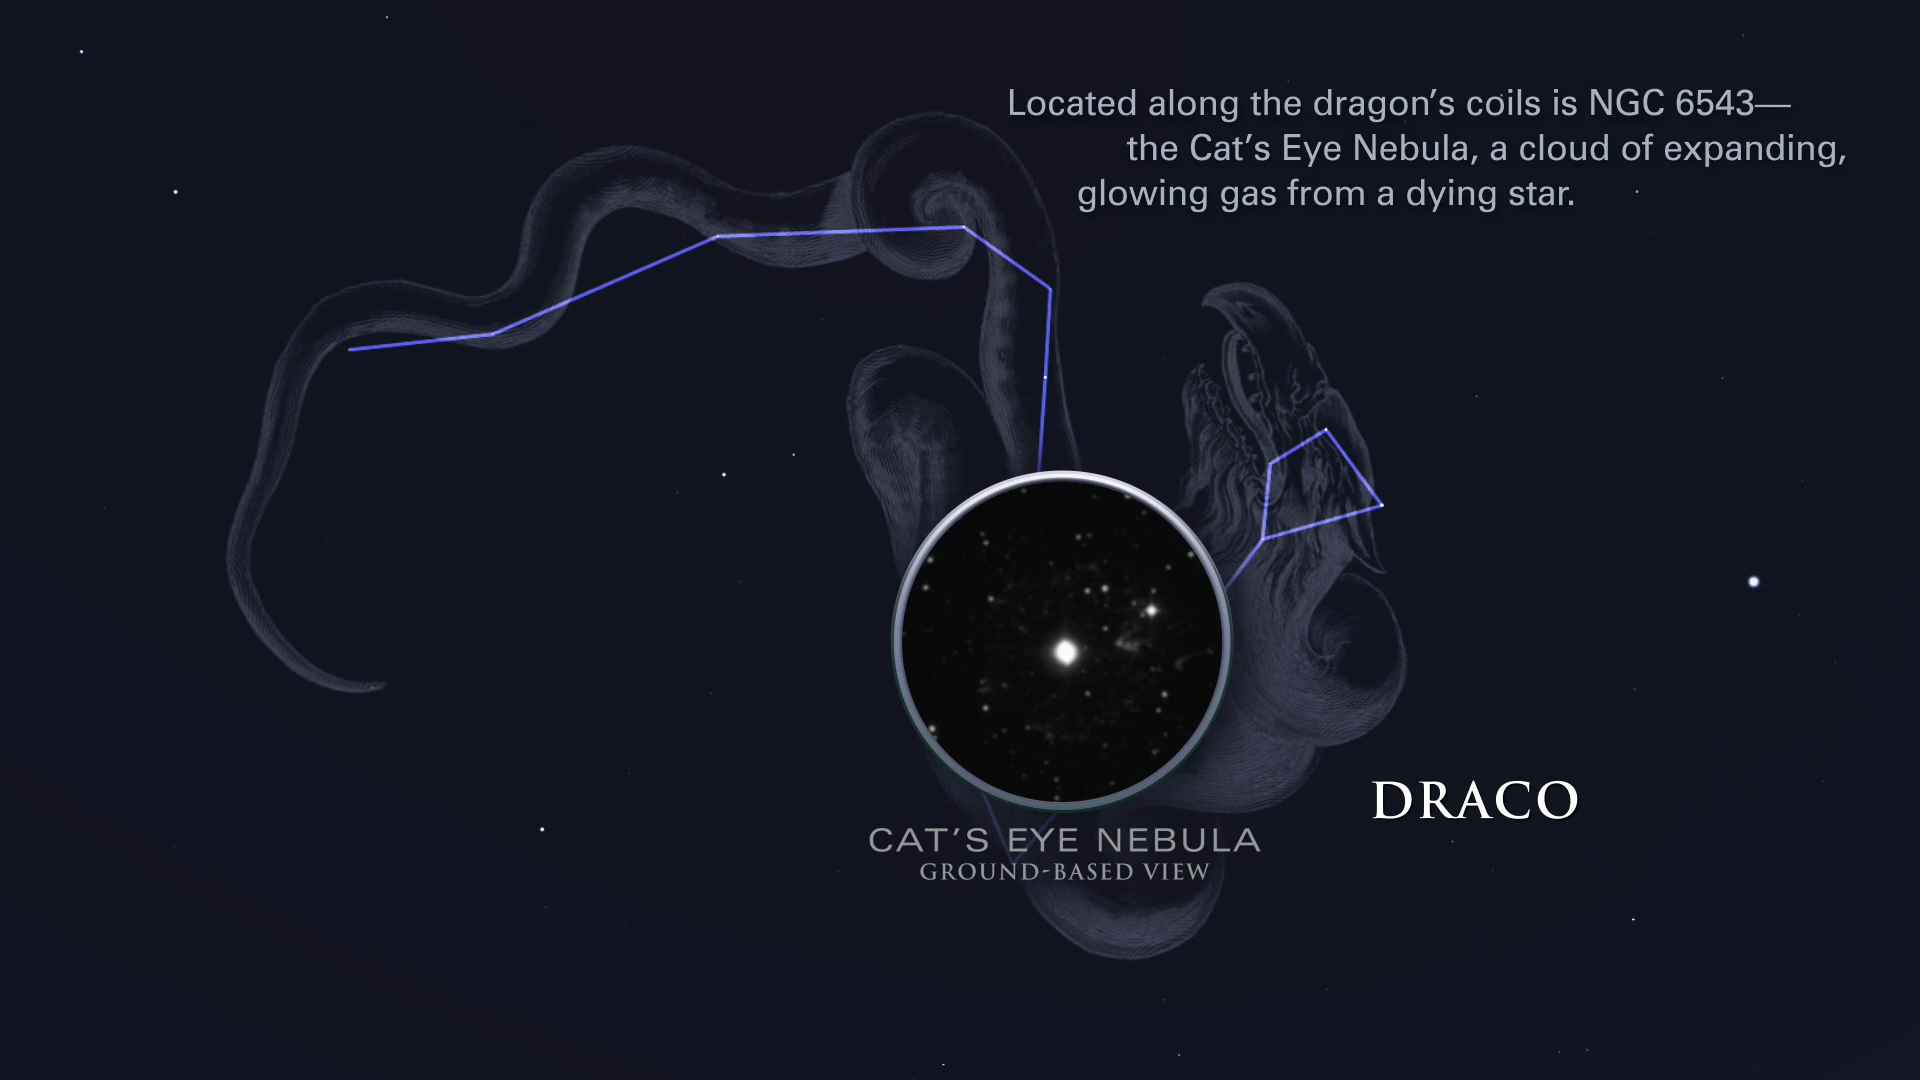 Located along the dragon’s coils is NGC 6543—
the Cat’s Eye Nebula, a cloud of expanding,
glowing gas from a dying star.
DRACO
CAT’S EYE NEBULA
GROUND-BASED VIEW